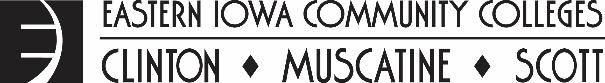 EASTERN IOWA COMMUNITY COLLEGES
CLINTON ♦ MUSCATINE ♦ SCOTT